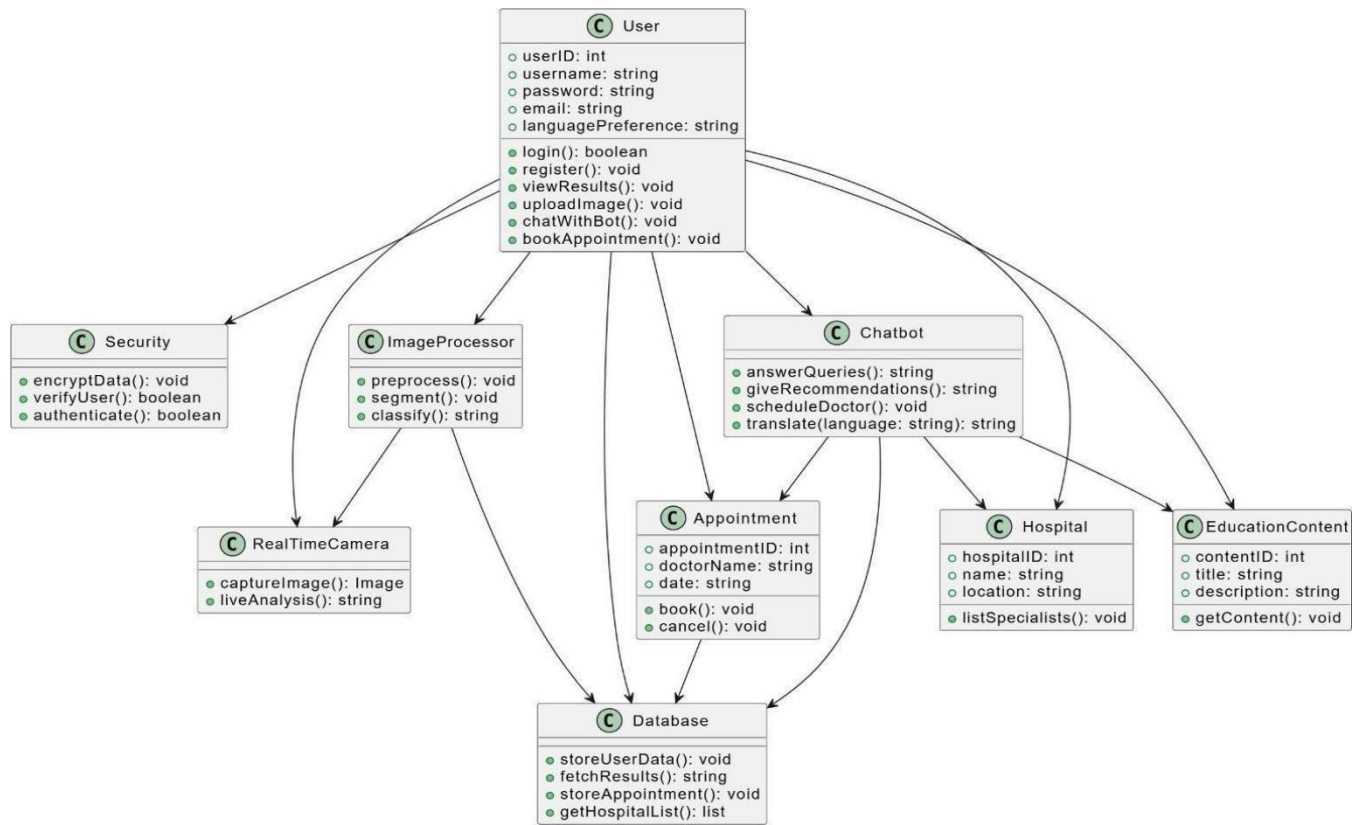 C User
userID: int
username: string
password: string
email: string
languagePreference: string
login(): boolean
register(): void
viewResults(): void
uploadImage(): void
chatWithBot(): void
bookAppointment(): void
C Security
encryptData(): void
verifyUser(): boolean
authenticate(): boolean
C ImageProcessor
preprocess(): void
segment(): void
classify(): string
C Chatbot
answerQueries(): string
giveRecommendations(): string
scheduleDoctor(): void
translate(language: string): string
C RealTimeCamera
captureImage(): Image
liveAnalysis(): string
C Appointment
appointmentID: int
doctorName: string
date: string
book(): void
cancel(): void
C Hospital
hospitalID: int
name: string
location: string
listSpecialists(): void
C EducationContent
contentID: int
title: string
description: string
getContent(): void
C Database
storeUserData(): void
fetchResults(): string
storeAppointment(): void
getHospitalList(): list